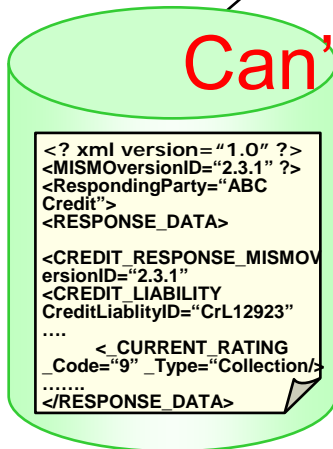 Can'
<? xml version="1.0" ?>
<MISMOversionID="2.3.1" ?>
<RespondingParty="ABC
Credit">
<RESPONSE_DATA>
<CREDIT_RESPONSE_MISMOV
ersionID="2.3.1"
<CREDIT_LIABILITY
CreditLiablityID="CrL12923"
….
<_CURRENT_RATING
_Code="9" _Type="Collection/>
…….
</RESPONSE_DATA>